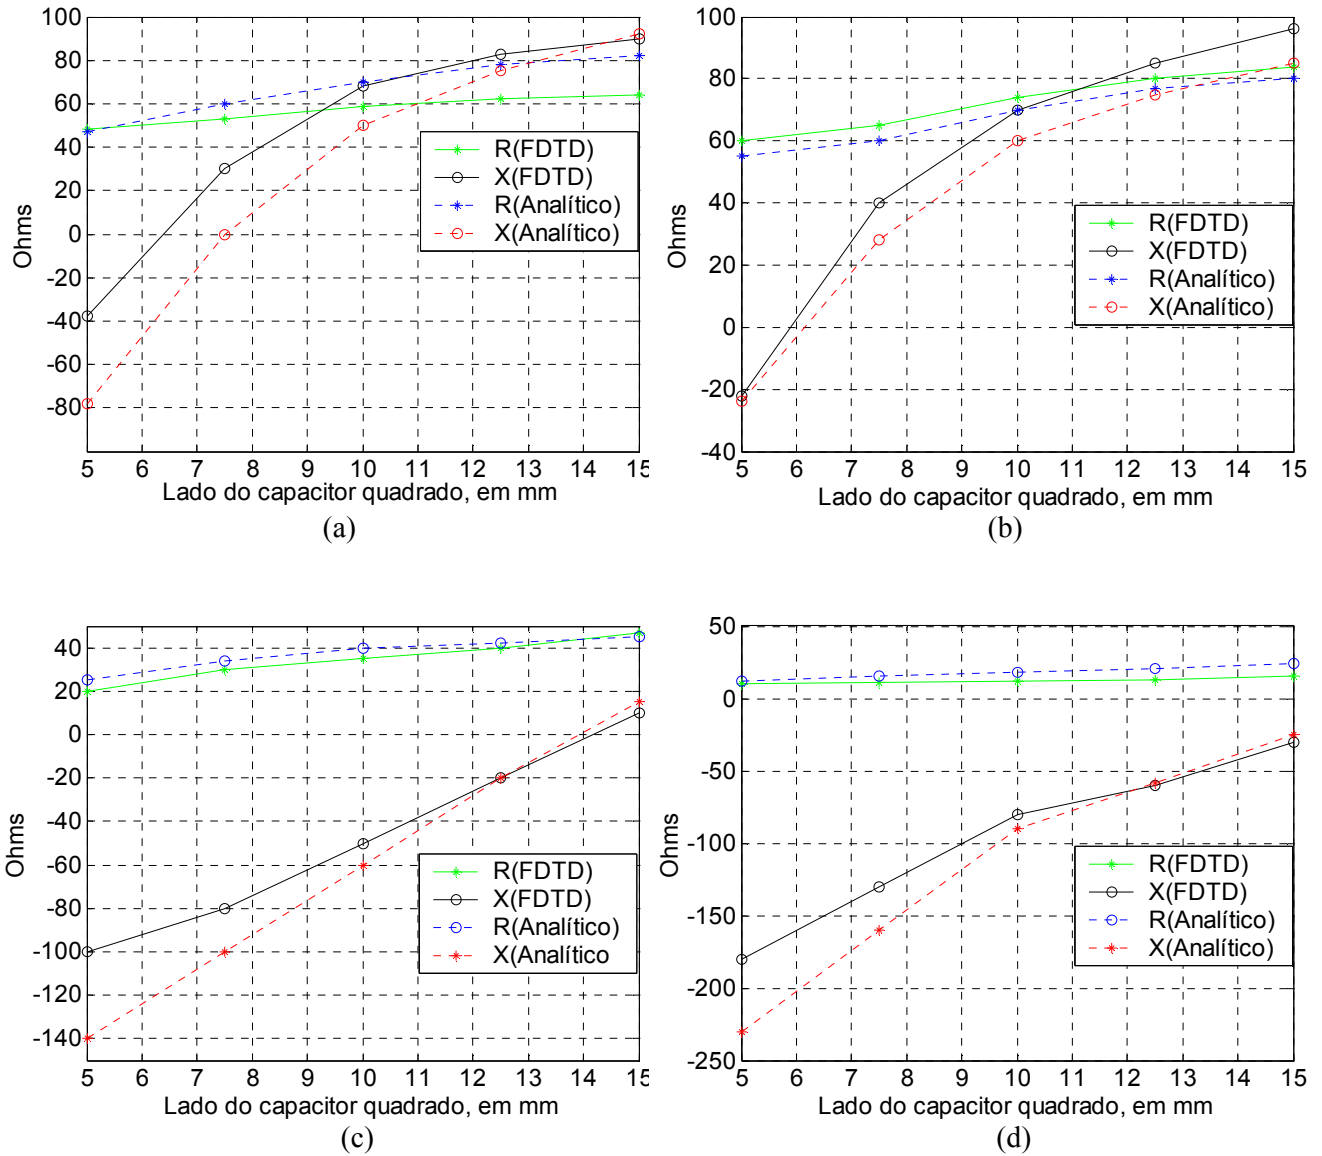 100
80
60
40
20
0
-20
-40
-60
-80
Ohms
5 6 7 8 9 10 11 12 13 14 15
Lado do capacitor quadrado, em mm
R(FDTD)
X(FDTD)
R(Analítico)
X(Analítico)
(a)
100
80
60
40
20
0
-20
-40
Ohms
5 6 7 8 9 10 11 12 13 14 15
Lado do capacitor quadrado, em mm
R(FDTD)
X(FDTD)
R(Analítico)
X(Analítico)
(b)
40
20
0
-20
-40
-60
-80
-100
-120
-140
Ohms
5 6 7 8 9 10 11 12 13 14 15
Lado do capacitor quadrado, em mm
R(FDTD)
X(FDTD)
R(Analítico)
X(Analítico
(c)
50
0
-50
-100
-150
-200
-250
Ohms
5 6 7 8 9 10 11 12 13 14 15
Lado do capacitor quadrado, em mm
R(FDTD)
X(FDTD)
R(Analítico)
X(Analítico)
(d)